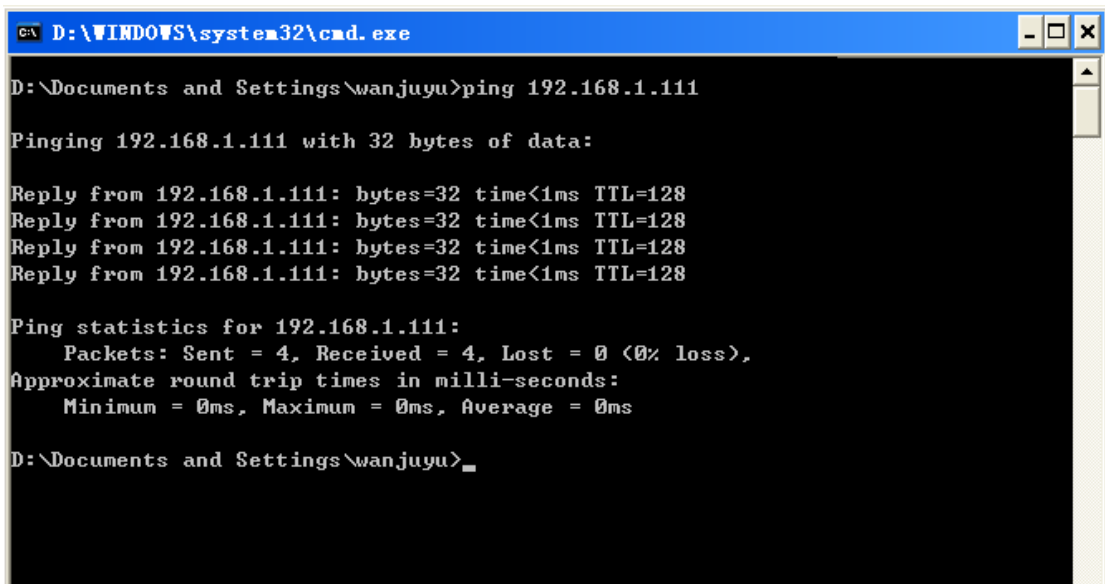 D:\WINDOWS\system32\cmd.exe
D:\Documents and Settings\wanjuyu>ping 192.168.1.111
Pinging 192.168.1.111 with 32 bytes of data:
Reply from 192.168.1.111: bytes=32 time<1ms TTL=128
Reply from 192.168.1.111: bytes=32 time<1ms TTL=128
Reply from 192.168.1.111: bytes=32 time<1ms TTL=128
Reply from 192.168.1.111: bytes=32 time<1ms TTL=128
Ping statistics for 192.168.1.111:
    Packets: Sent = 4, Received = 4, Lost = 0 (0% loss),
Approximate round trip times in milli-seconds:
    Minimum = 0ms, Maximum = 0ms, Average = 0ms
D:\Documents and Settings\wanjuyu>_